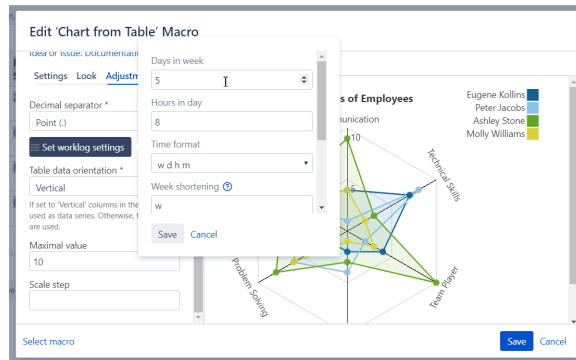 Edit 'Chart from Table' Macro
Idea or Issue. Documentati
Settings Look Adjustm
Decimal separator *
Point (.)
Set worklog settings
Table data orientation *
Vertical
If set to 'Vertical' columns in the
used as data series. Otherwise, t
are used.
Maximal value
10
Scale step
Days in week
5
Hours in day
8
Time format
w d h m
Week shortening
w
Save Cancel
s of Employees
Eugene Kollins
Peter Jacobs
Ashley Stone
Molly Williams
unication
10
5
Technical Skills
Team Player
Problem Solving
Select macro
Save Cancel